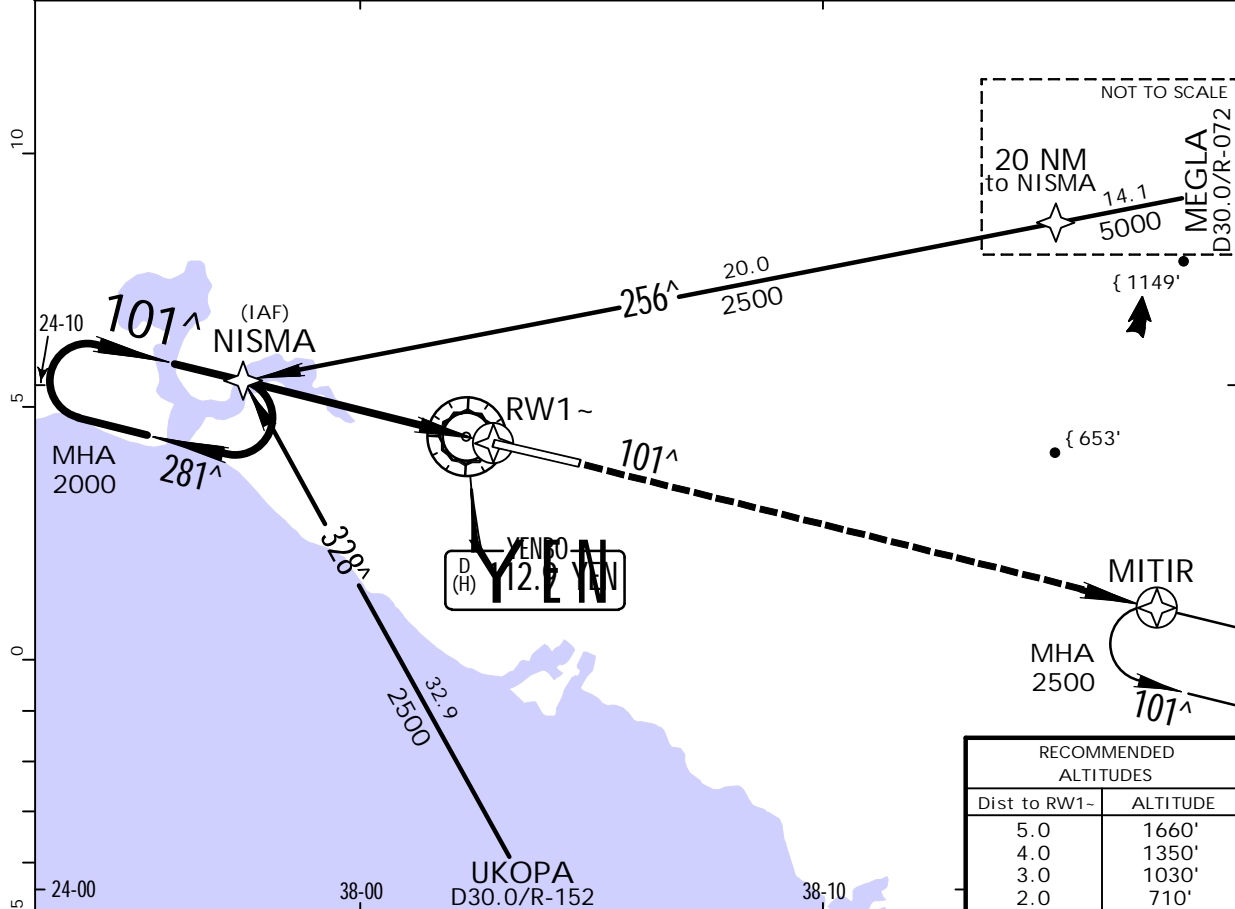 NOT TO SCALE
10
20 NM
to NISMA
MEGLA
D30.0/R-072
14.1
5000
20.0
2500
256^
{ 1149'
101^
(IAF)
NISMA
24-10
5
RW1~
MHA
2000
281^
101^
{ 653'
328^
YENBO
D
(H)
112.9 YEN
Y E N
MITIR
0
MHA
2500
101^
32.9
2500
RECOMMENDED
ALTITUDES
Dist to RW1~ ALTITUDE
5.0 1660'
4.0 1350'
3.0 1030'
2.0 710'
UKOPA
D30.0/R-152
24-00
38-00
38-10
5